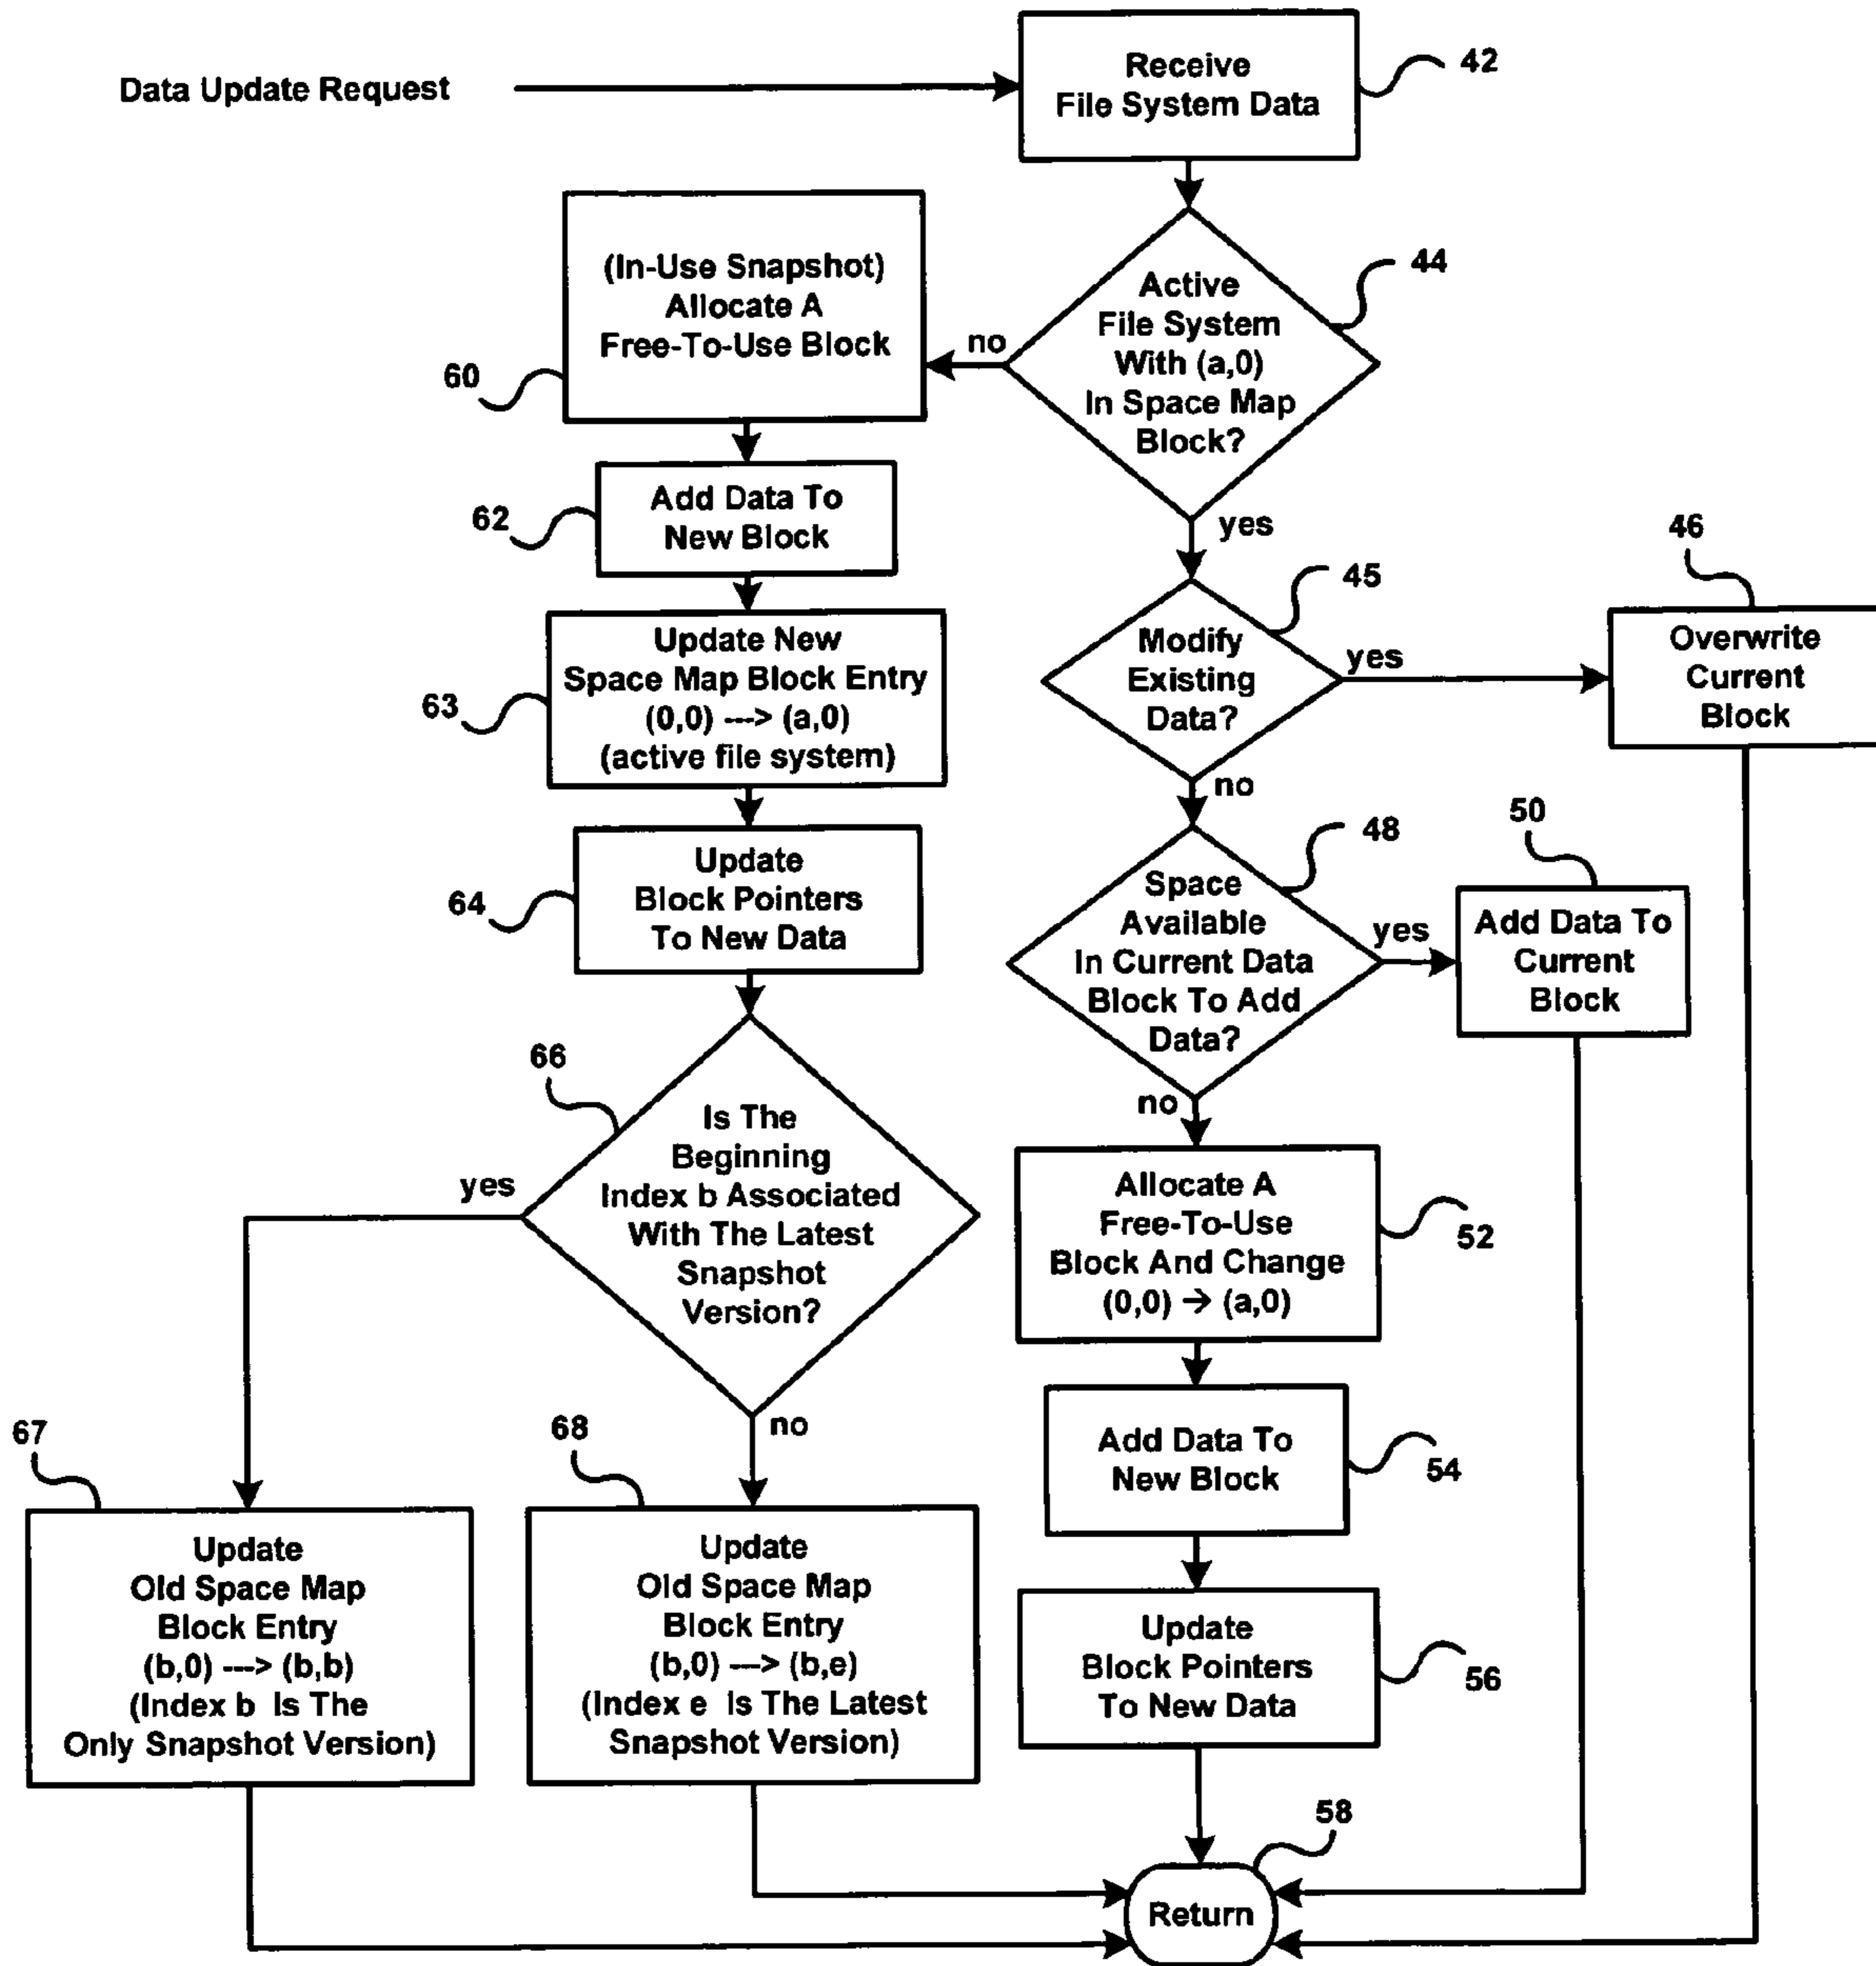 Data Update Request
Receive
File System Data
42
Active
File System
With (a,0)
In Space Map
Block?
44
no
yes
(In-Use Snapshot)
Allocate A
Free-To-Use Block
60
Add Data To
New Block
62
Update New
Space Map Block Entry
(0,0) ---> (a,0)
(active file system)
63
Update
Block Pointers
To New Data
64
Is The
Beginning
Index b Associated
With The Latest
Snapshot
Version?
66
yes
no
Update
Old Space Map
Block Entry
(b,0) ---> (b,b)
(Index b Is The
Only Snapshot Version)
67
Update
Old Space Map
Block Entry
(b,0) ---> (b,e)
(Index e Is The Latest
Snapshot Version)
68
Modify
Existing
Data?
45
yes
no
Overwrite
Current
Block
46
Space
Available
In Current Data
Block To Add
Data?
48
yes
no
Add Data To
Current
Block
50
Allocate A
Free-To-Use
Block And Change
(0,0) → (a,0)
52
Add Data To
New Block
54
Update
Block Pointers
To New Data
56
Return
58